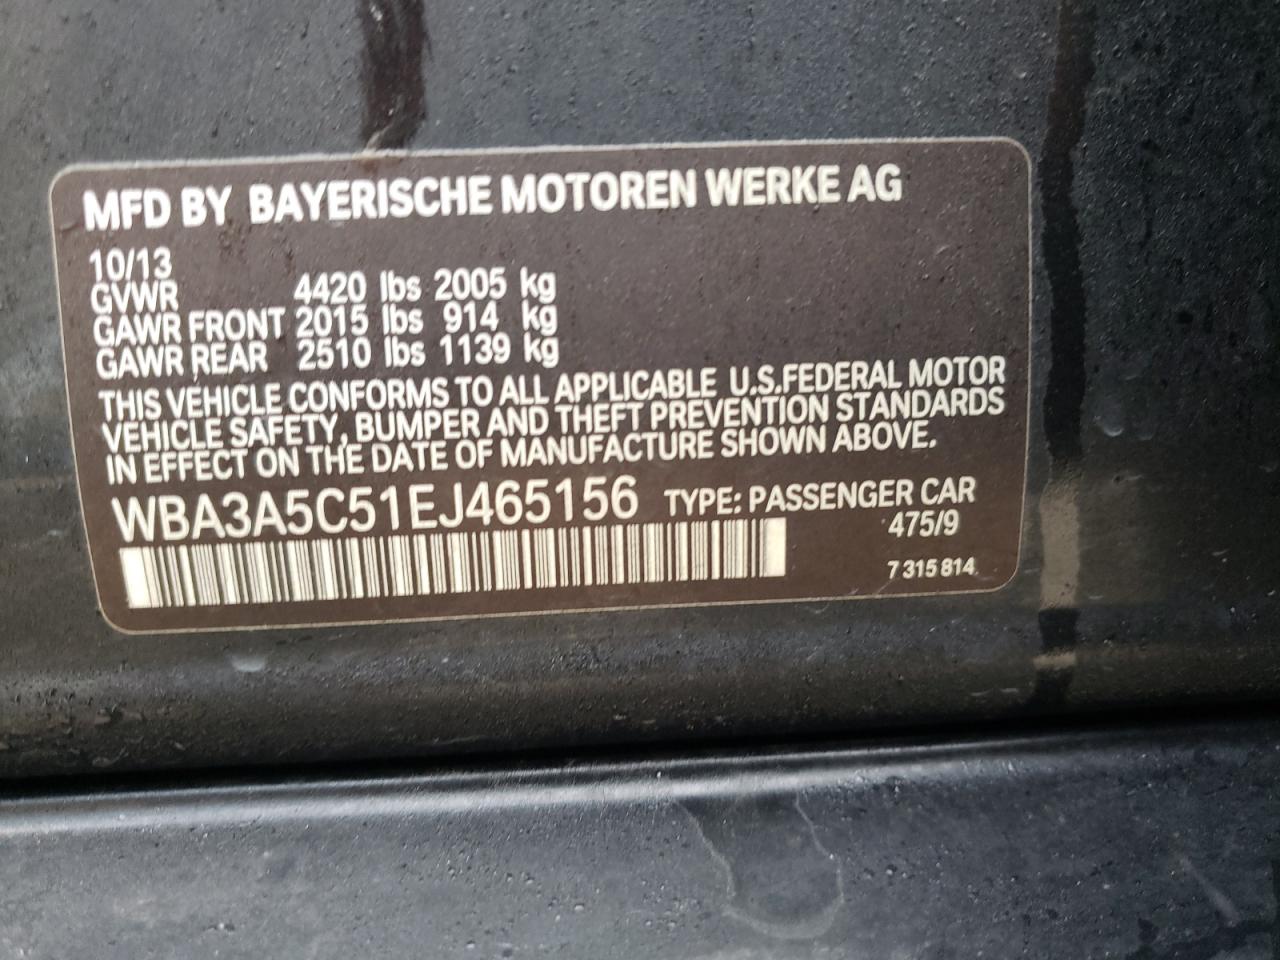 MFD BY BAYERISCHE MOTOREN WERKE AG
10/13
GVWR 4420 lbs 2005 kg
GAWR FRONT 2015 lbs 914 kg
GAWR REAR 2510 lbs 1139 kg
THIS VEHICLE CONFORMS TO ALL APPLICABLE U.S.FEDERAL MOTOR
VEHICLE SAFETY, BUMPER AND THEFT PREVENTION STANDARDS
IN EFFECT ON THE DATE OF MANUFACTURE SHOWN ABOVE.
WBA3A5C51EJ465156 TYPE: PASSENGER CAR
475/9
7 315 814